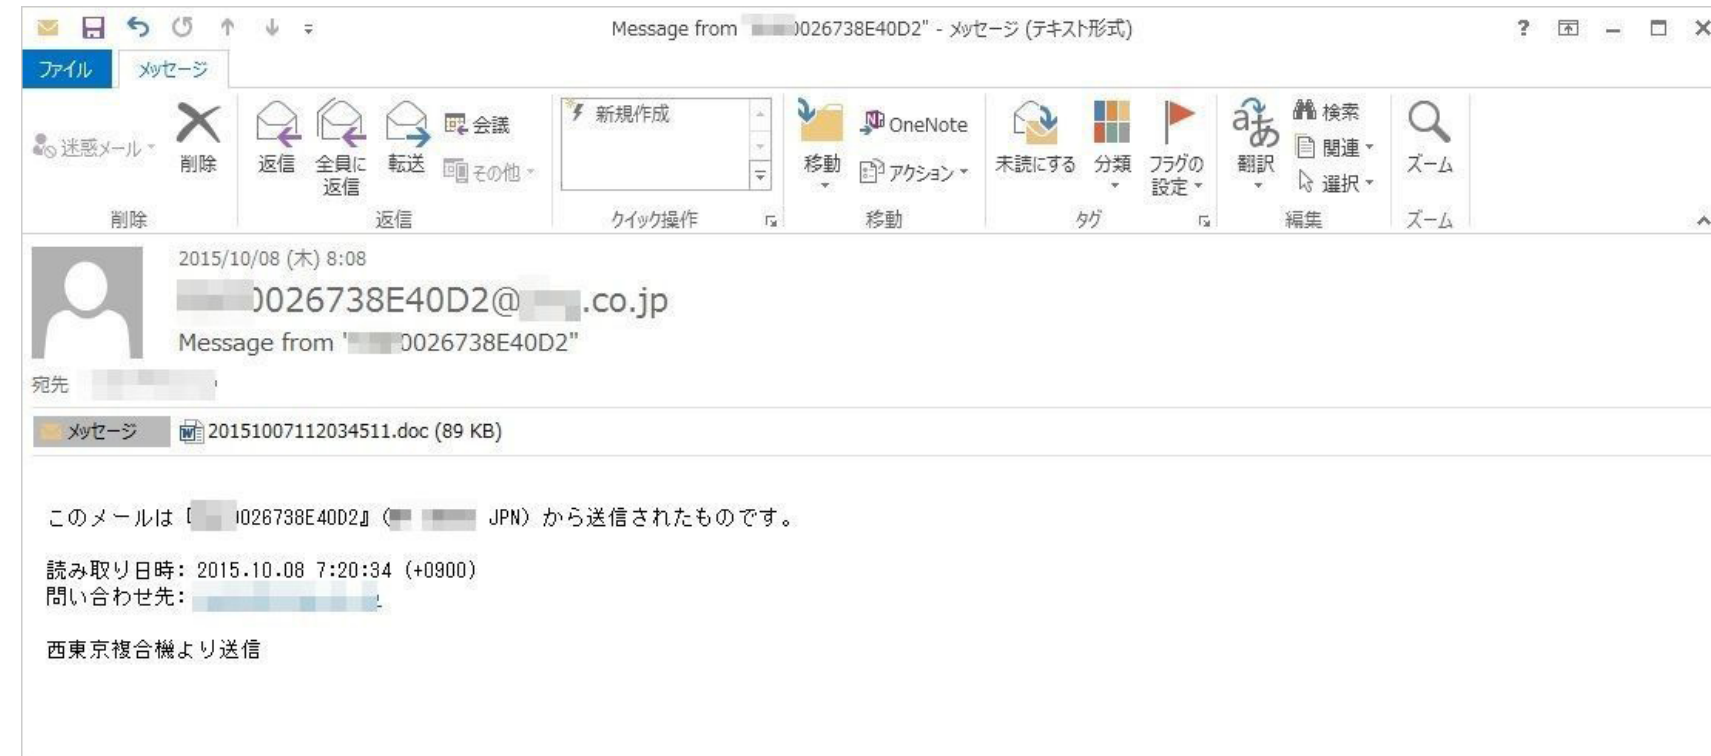 Message from 0026738E40D2" - メッセージ (テキスト形式)
ファイル メッセージ
迷惑メール
削除
返信
全員に
返信
転送
会議
その他
新規作成
移動
OneNote
アクション
未読にする
分類
フラグの
設定
翻訳
検索
関連
選択
ズーム
削除 返信 クイック操作 移動 タグ 編集 ズーム
2015/10/08 (木) 8:08
0026738E40D2@ .co.jp
Message from " 0026738E40D2"
宛先
メッセージ 20151007112034511.doc (89 KB)
このメールは『 0026738E40D2』( JPN) から送信されたものです。
読み取り日時: 2015.10.08 7:20:34 (+0900)
問い合わせ先:
西東京複合機より送信